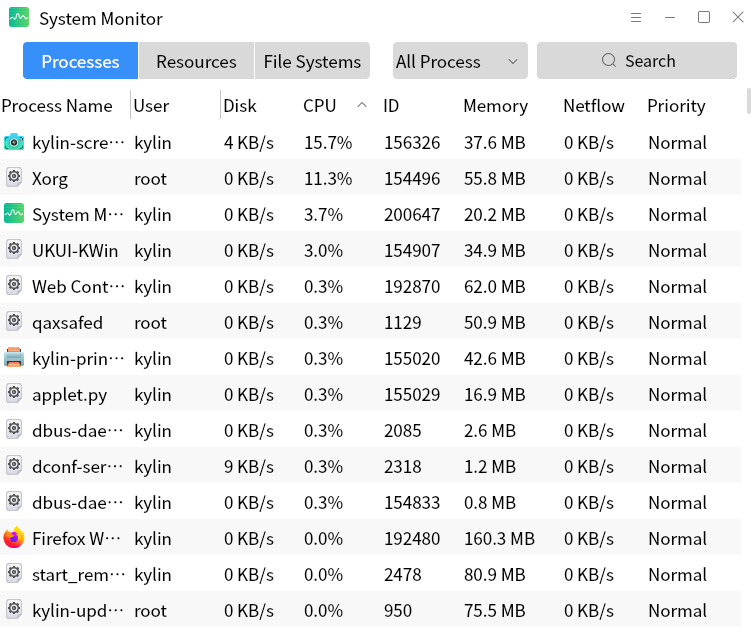 System Monitor
Processes Resources File Systems All Process Search
Process Name User Disk CPU ID Memory Netflow Priority
kylin-scre··· kylin 4 KB/s 15.7% 156326 37.6 MB 0 KB/s Normal
Xorg root 0 KB/s 11.3% 154496 55.8 MB 0 KB/s Normal
System M··· kylin 0 KB/s 3.7% 200647 20.2 MB 0 KB/s Normal
UKUI-KWin kylin 0 KB/s 3.0% 154907 34.9 MB 0 KB/s Normal
Web Cont··· kylin 0 KB/s 0.3% 192870 62.0 MB 0 KB/s Normal
qaxsafed root 0 KB/s 0.3% 1129 50.9 MB 0 KB/s Normal
kylin-prin··· kylin 0 KB/s 0.3% 155020 42.6 MB 0 KB/s Normal
applet.py kylin 0 KB/s 0.3% 155029 16.9 MB 0 KB/s Normal
dbus-dae··· kylin 0 KB/s 0.3% 2085 2.6 MB 0 KB/s Normal
dconf-ser··· kylin 9 KB/s 0.3% 2318 1.2 MB 0 KB/s Normal
dbus-dae··· kylin 0 KB/s 0.3% 154833 0.8 MB 0 KB/s Normal
Firefox W··· kylin 0 KB/s 0.0% 192480 160.3 MB 0 KB/s Normal
start_rem··· kylin 0 KB/s 0.0% 2478 80.9 MB 0 KB/s Normal
kylin-upd··· root 0 KB/s 0.0% 950 75.5 MB 0 KB/s Normal